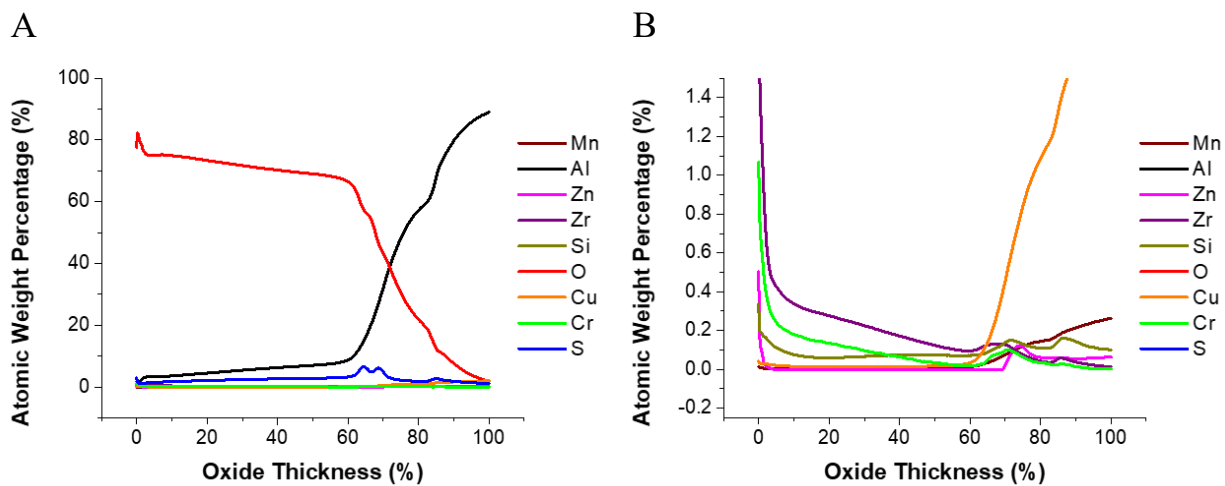 A
Atomic Weight Percentage (%)
100
80
60
40
20
0
0 20 40 60 80 100
Oxide Thickness (%)
Mn
Al
Zn
Zr
Si
O
Cu
Cr
S
B
Atomic Weight Percentage (%)
1.4
1.2
1.0
0.8
0.6
0.4
0.2
0.0
-0.2
0 20 40 60 80 100
Oxide Thickness (%)
Mn
Al
Zn
Zr
Si
O
Cu
Cr
S